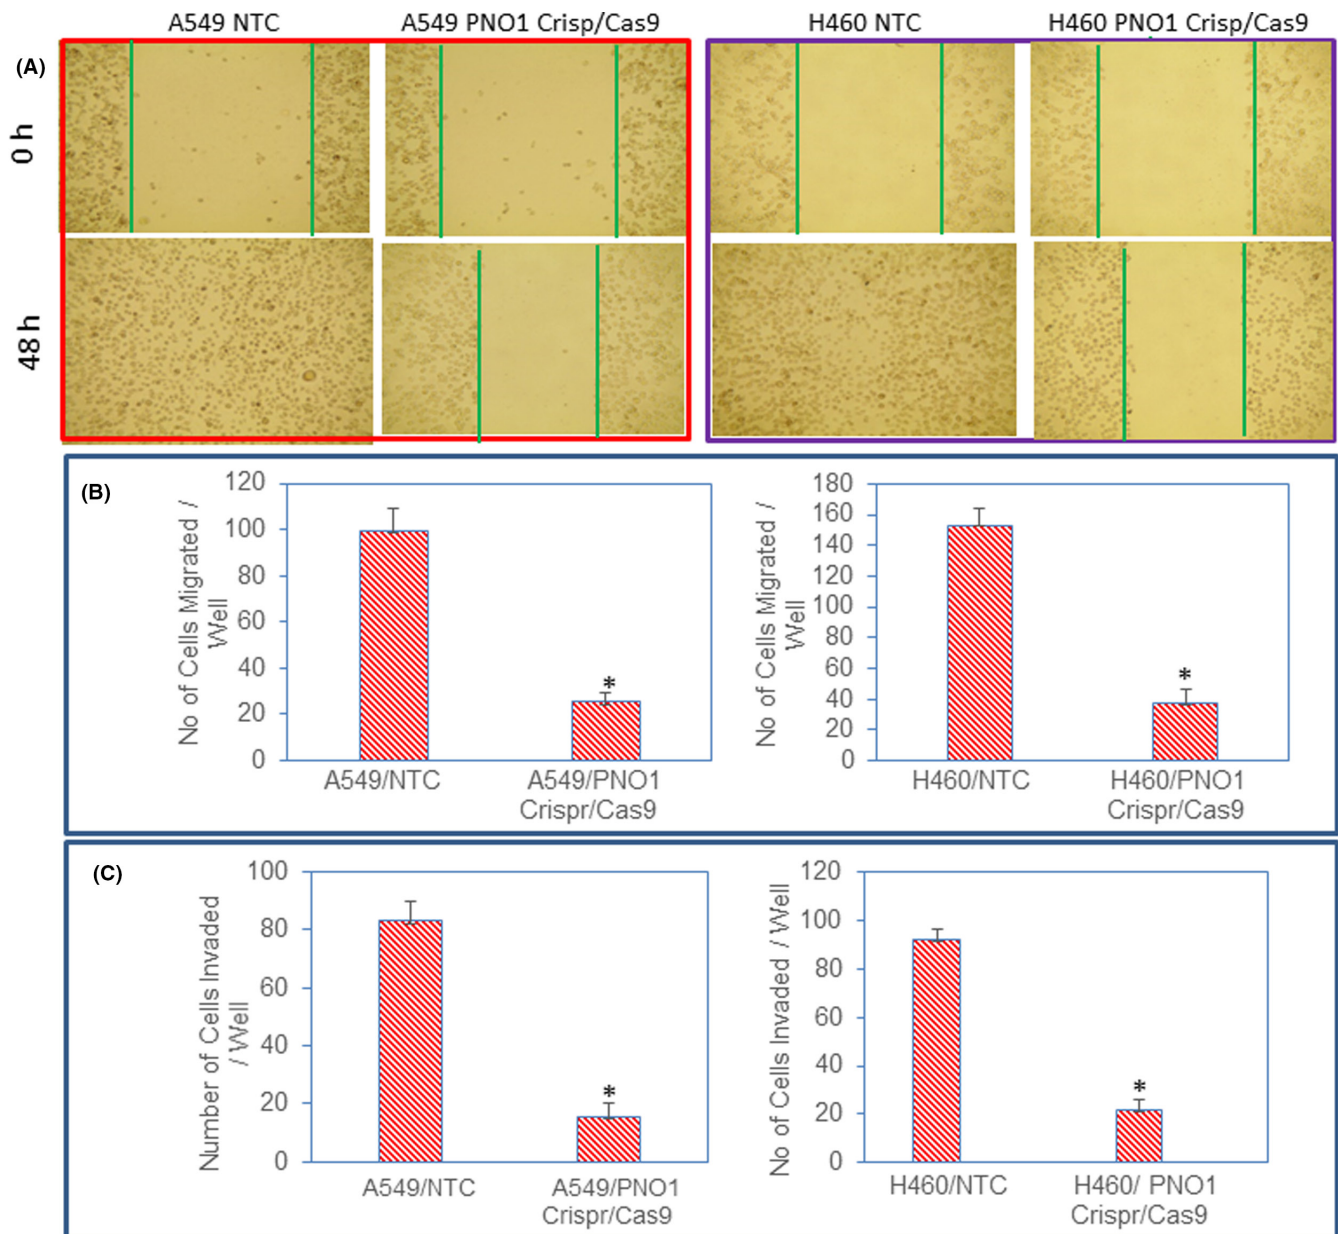 A549 NTC
A549 PNO1 Crisp/Cas9
H460 NTC
H460 PNO1 Crisp/Cas9
(A)
0 h
48 h
(B)
No of Cells Migrated /
Well
120
100
80
60
40
20
0
A549/NTC
A549/PNO1
Crispr/Cas9
*
No of Cells Migrated /
Well
180
160
140
120
100
80
60
40
20
0
H460/NTC
H460/PNO1
Crispr/Cas9
*
(C)
Number of Cells Invaded
/ Well
100
80
60
40
20
0
A549/NTC
A549/PNO1
Crispr/Cas9
*
No of Cells Invaded / Well
120
100
80
60
40
20
0
H460/NTC
H460/ PNO1
Crispr/Cas9
*